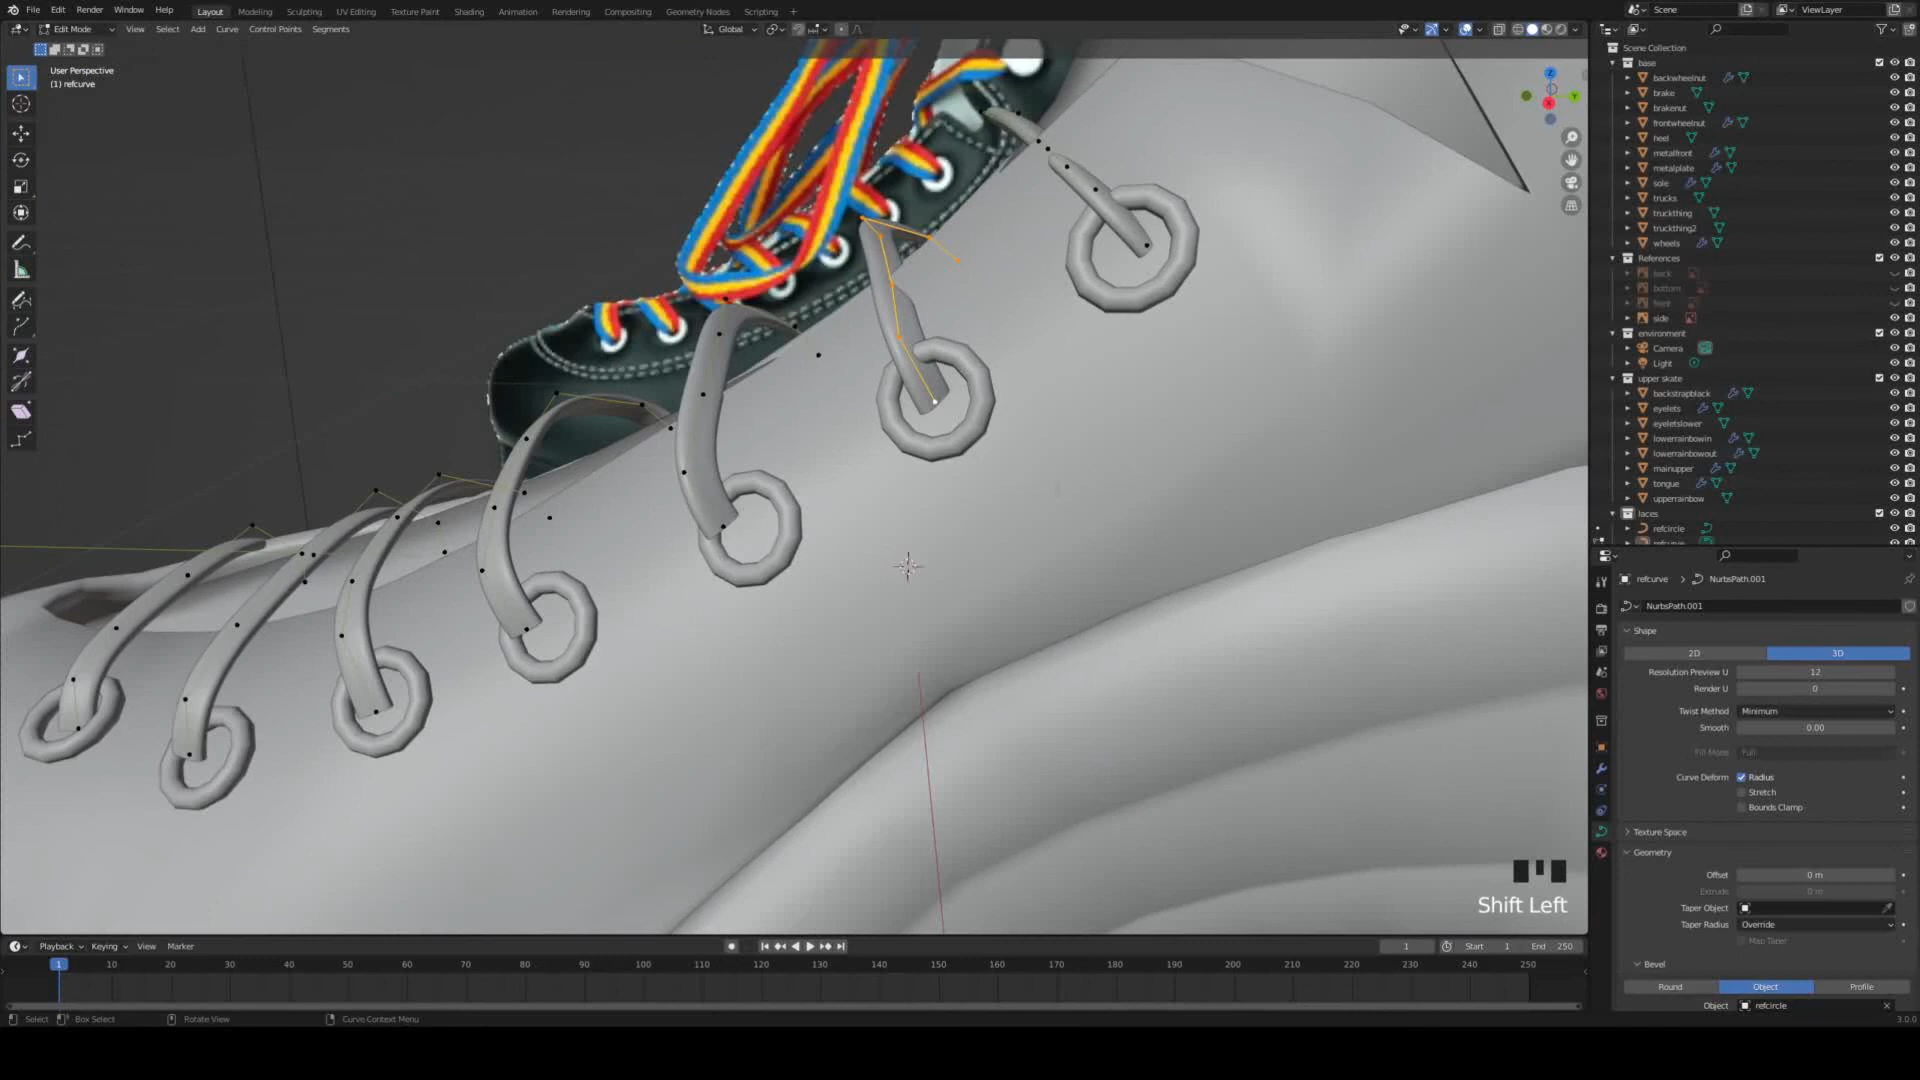 File Edit Render Window Help Layout Modeling Sculpting UV Editing Texture Paint Shading Animation Rendering Compositing Geometry Nodes Scripting + Scene ViewLayer
Edit Mode View Select Add Curve Control Points Segments Global
User Perspective
(1) refcurve
Z
Y
X
Shift Left
Scene Collection
base
backwheelnut
brake
brakenut
frontwheelnut
heel
metalfront
metalplate
sole
trucks
truckthing
truckthing2
wheels
References
back
bottom
front
side
environment
Camera
Light
upper skate
backstrapblack
eyelets
eyeletslower
lowerrainbowin
lowerrainbowout
mainupper
tongue
upperrainbow
laces
refcircle
refcurve
refcurve > NurbsPath.001
NurbsPath.001
Shape
2D 3D
Resolution Preview U 12
Render U 0
Twist Method Minimum
Smooth 0.00
Fill Mode Full
Curve Deform Radius
Stretch
Bounds Clamp
Texture Space
Geometry
Offset 0 m
Extrude 0 m
Taper Object
Taper Radius Override
Map Taper
Bevel
Round Object Profile
Object refcircle
Playback Keying View Marker 1 Start 1 End 250
1 10 20 30 40 50 60 70 80 90 100 110 120 130 140 150 160 170 180 190 200 210 220 230 240 250
Select Box Select Rotate View Curve Context Menu 3.0.0